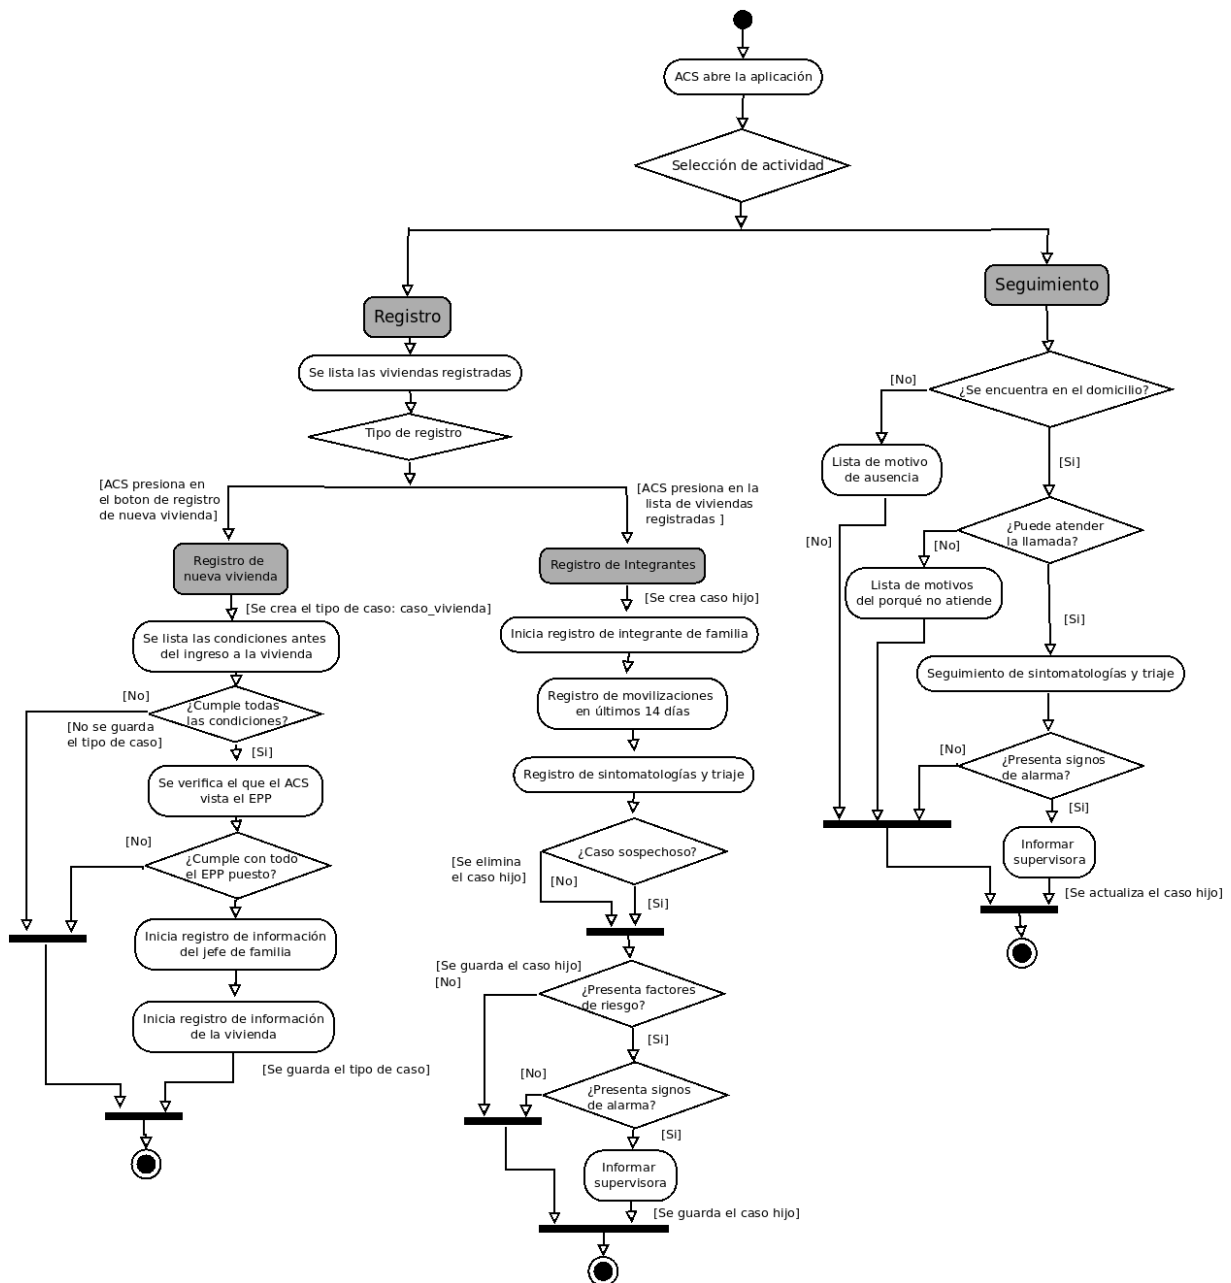 ACS abre la aplicación
Selección de actividad
Registro
Se lista las viviendas registradas
Tipo de registro
[ACS presiona en
el boton de registro
de nueva vivienda]
[ACS presiona en la
lista de viviendas
registradas ]
Registro de
nueva vivienda
[Se crea el tipo de caso: caso_vivienda]
Se lista las condiciones antes
del ingreso a la vivienda
[No]
¿Cumple todas
las condiciones?
[No se guarda
el tipo de caso]
[Si]
Se verifica el que el ACS
vista el EPP
[No]
¿Cumple con todo
el EPP puesto?
Inicia registro de información
del jefe de familia
Inicia registro de información
de la vivienda
[Se guarda el tipo de caso]
Registro de Integrantes
[Se crea caso hijo]
Inicia registro de integrante de familia
Registro de movilizaciones
en últimos 14 días
Registro de sintomatologías y triaje
¿Caso sospechoso?
[Se elimina
el caso hijo]
[No]
[Si]
[Se guarda el caso hijo]
[No]
¿Presenta factores
de riesgo?
[Si]
[No]
¿Presenta signos
de alarma?
[Si]
Informar
supervisora
[Se guarda el caso hijo]
Seguimiento
[No]
¿Se encuentra en el domicilio?
Lista de motivo
de ausencia
[Si]
[No]
¿Puede atender
la llamada?
[No]
Lista de motivos
del porqué no atiende
[Si]
Seguimiento de sintomatologías y triaje
[No]
¿Presenta signos
de alarma?
[Si]
Informar
supervisora
[Se actualiza el caso hijo]